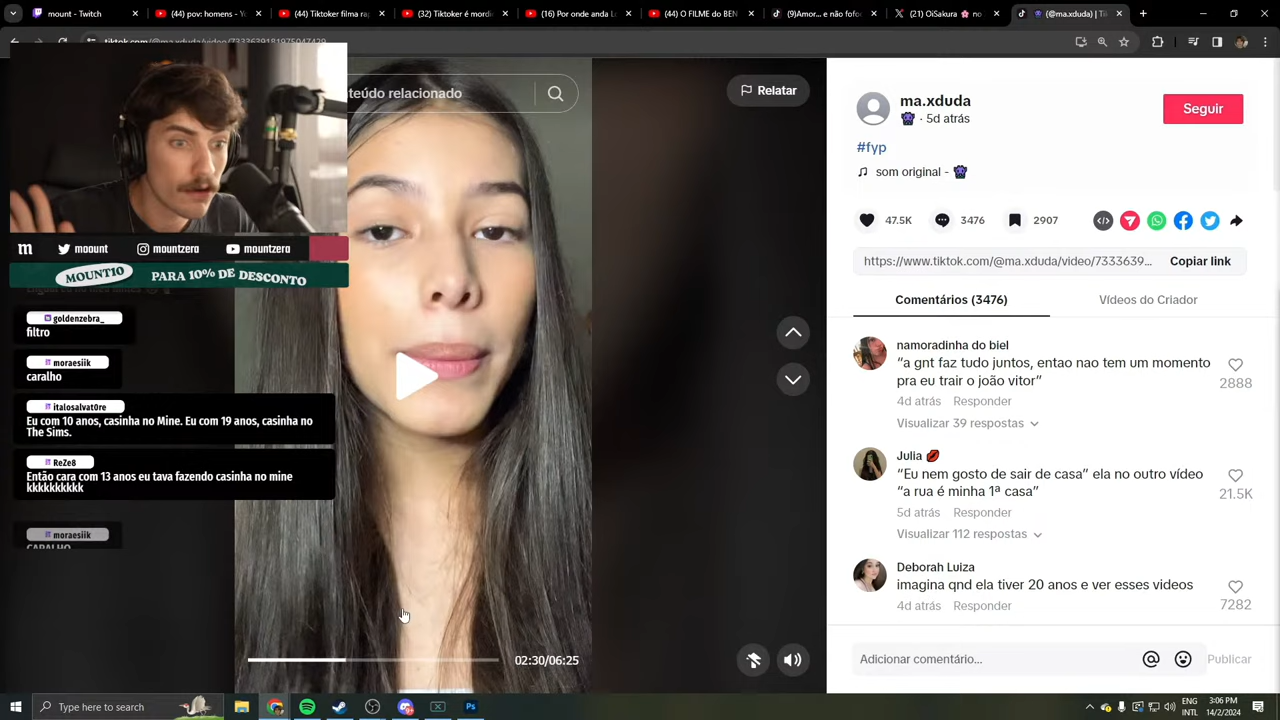 Twitch
(44) pov: homens - Yo
(44) Tiktoker filma ra
(32) Tiktoker é mordi
(16) Por onde anda Lo
(44) O FILME do BEN
(9)Amor... a não fofoc
(21) OiSakura
(@ma.xduda) | Tik
teúdo relacionado
Relatar
m moount mountzera mountzera
MOUNT10 PARA 10% DE DESCONTO
goldenzebra_
filtro
moraesiik
caralho
italosalvat0re
Eu com 10 anos, casinha no Mine. Eu com 19 anos, casinha no
The Sims.
ReZe8
Então cara com 13 anos eu tava fazendo casinha no mine
kkkkkkkkkk
moraesiik
CARALHO
02:30/06:25
ma.xduda
· 5d atrás
Seguir
#fyp
som original -
47.5K 3476 2907
https://www.tiktok.com/@ma.xduda/video/7333639...
Copiar link
Comentários (3476)
Vídeos do Criador
namoradinha do biel
“a gnt faz tudo juntos, entao nao tem um momento
pra eu trair o joão vitor”
2888
4d atrás Responder
Visualizar 39 respostas
Julia
“Eu nem gosto de sair de casa” ela no outro vídeo
“a rua é minha 1ª casa”
21.5K
5d atrás Responder
Visualizar 112 respostas
Deborah Luiza
imagina qnd ela tiver 20 anos e ver esses videos
7282
4d atrás Responder
Adicionar comentário...
Publicar
Type here to search
ENG
INTL
3:06 PM
14/2/2024